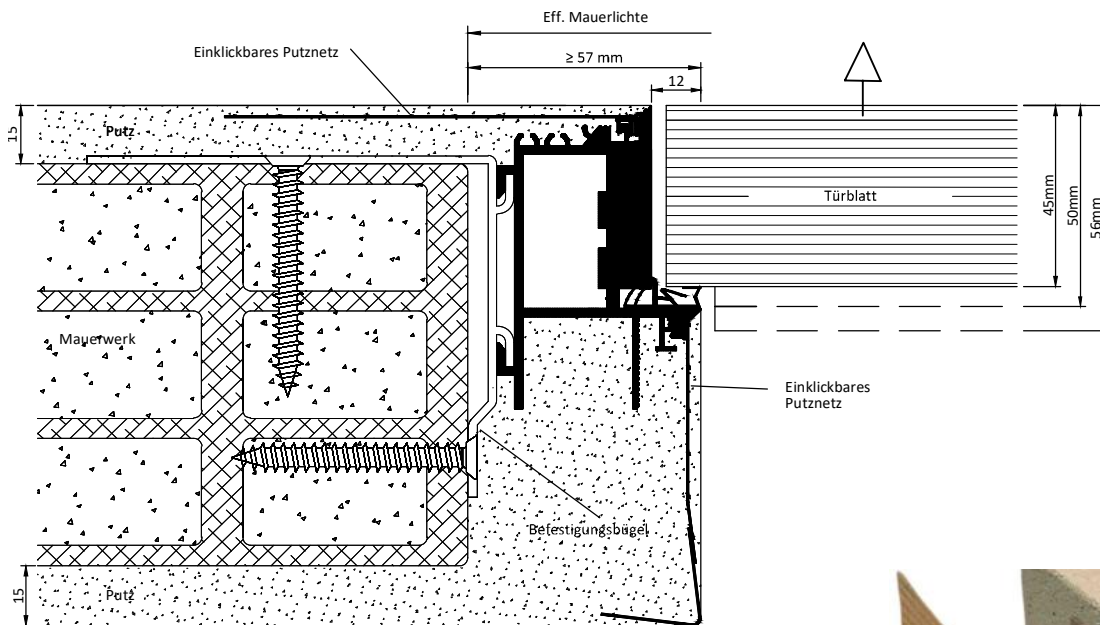 Eff. Mauerlichte
Einklickbares Putznetz
≥ 57 mm
12
15
Putz
Türblatt
45mm
50mm
56mm
Mauerwerk
Einklickbares
Putznetz
Befestigungsbügel
15
Putz